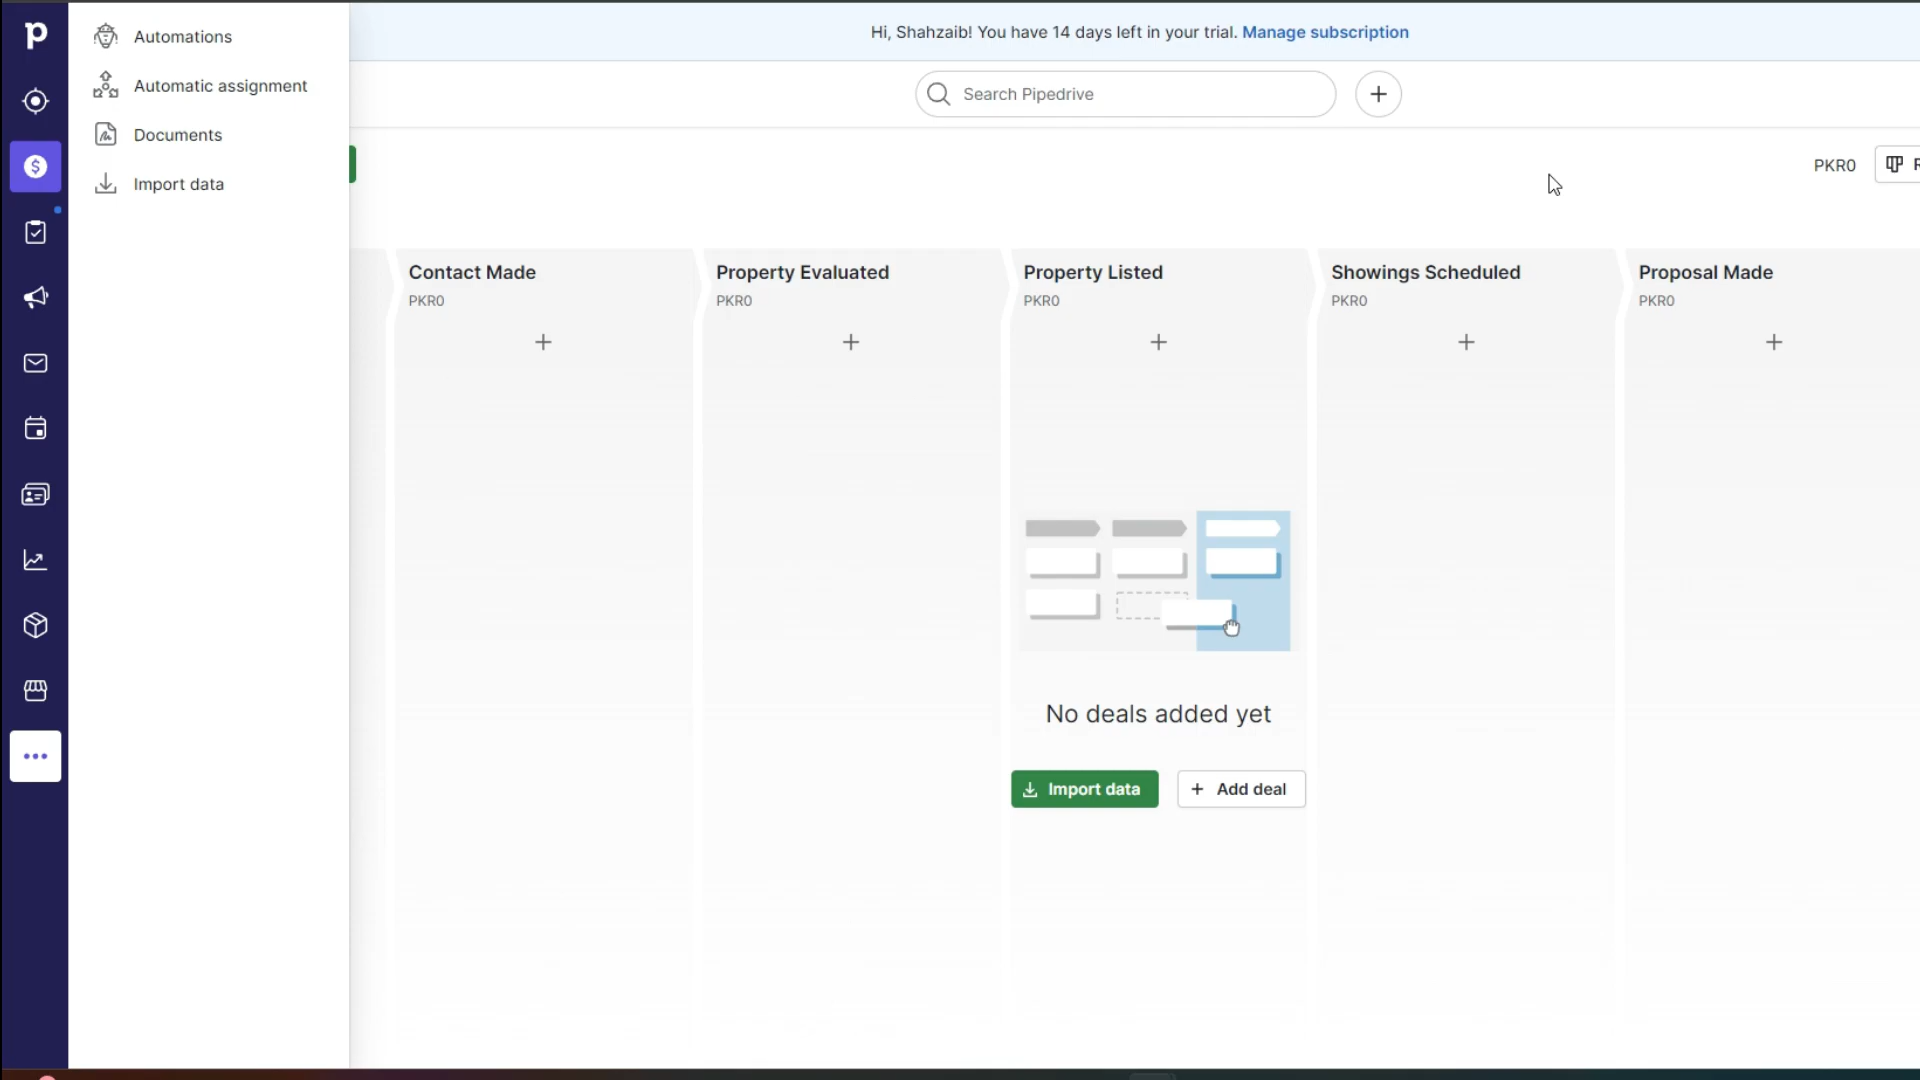 p
Automations
Automatic assignment
Documents
Import data
Hi, Shahzaib! You have 14 days left in your trial. Manage subscription
Search Pipedrive
PKR0
Contact Made
PKR0
Property Evaluated
PKR0
Property Listed
PKR0
Showings Scheduled
PKR0
Proposal Made
PKR0
No deals added yet
Import data
Add deal